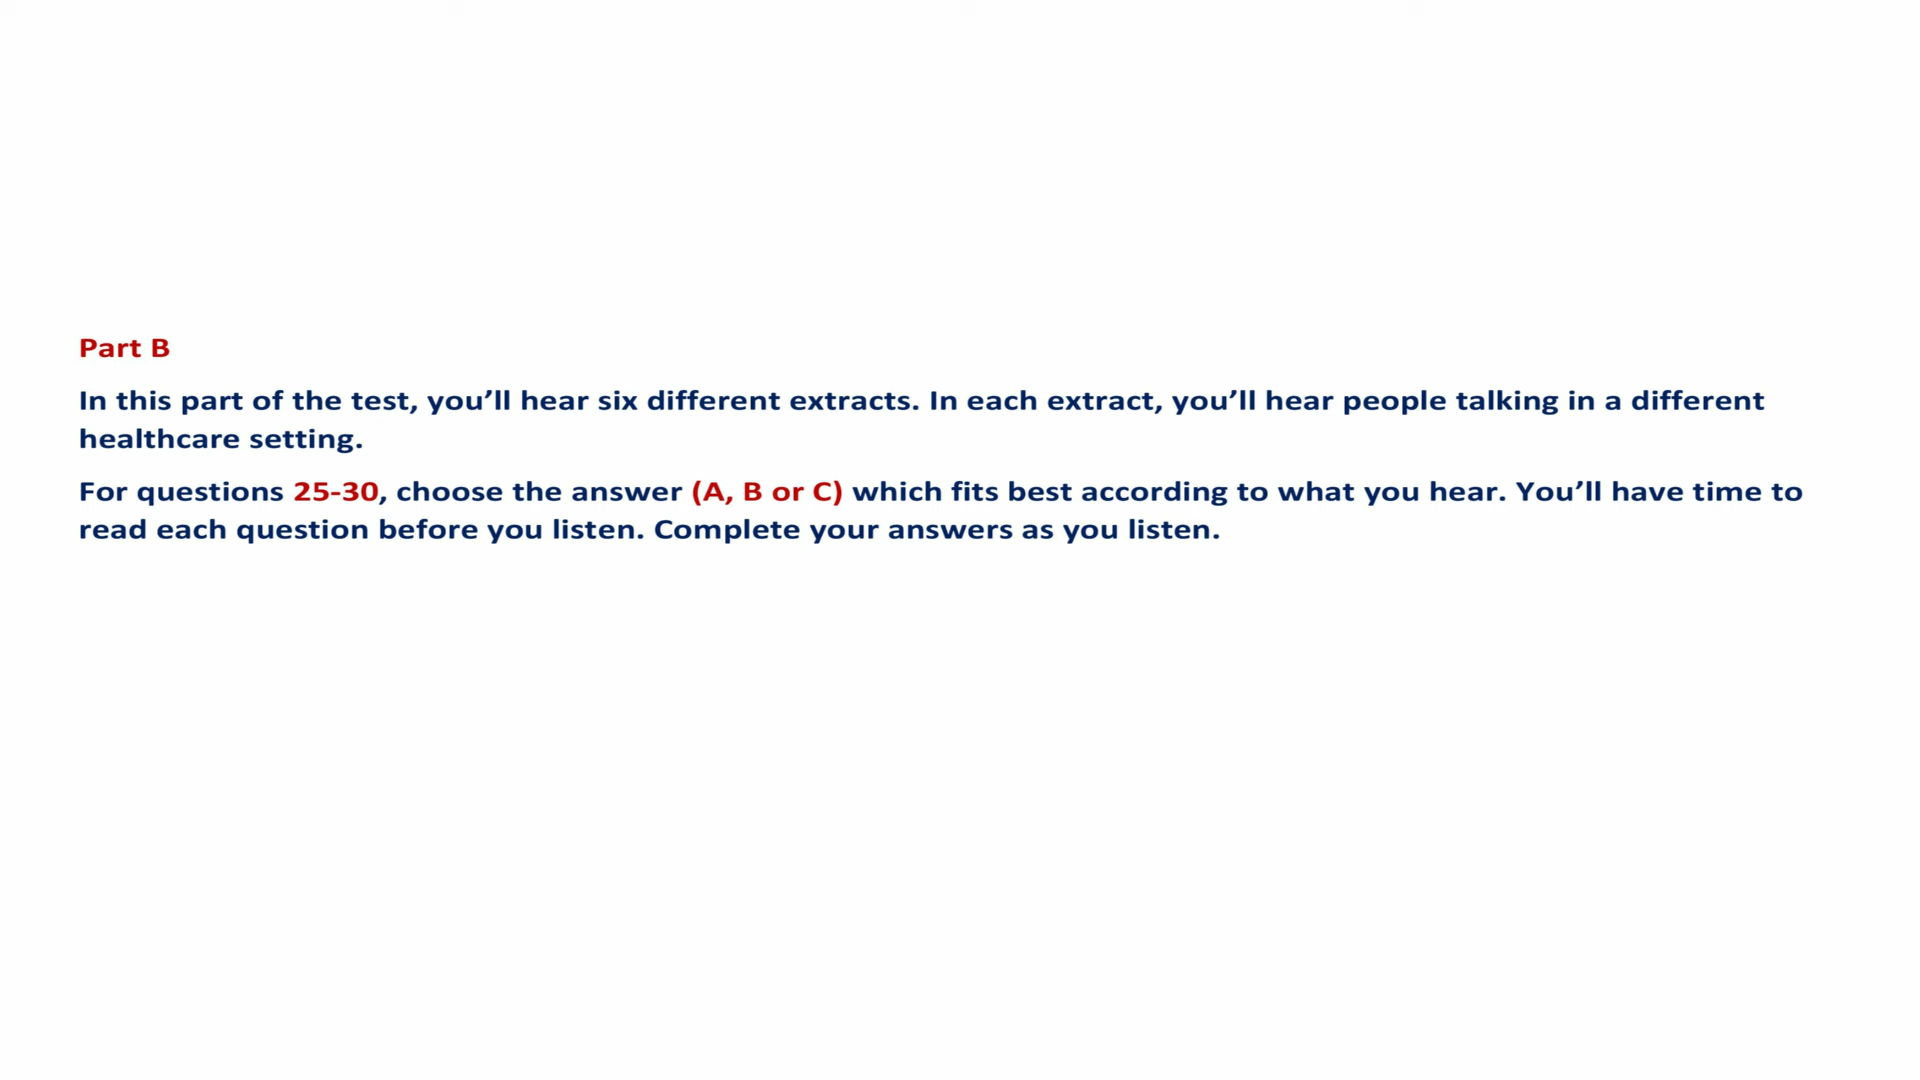 Part B
In this part of the test, you’ll hear six different extracts. In each extract, you’ll hear people talking in a different
healthcare setting.
For questions 25-30, choose the answer (A, B or C) which fits best according to what you hear. You’ll have time to
read each question before you listen. Complete your answers as you listen.